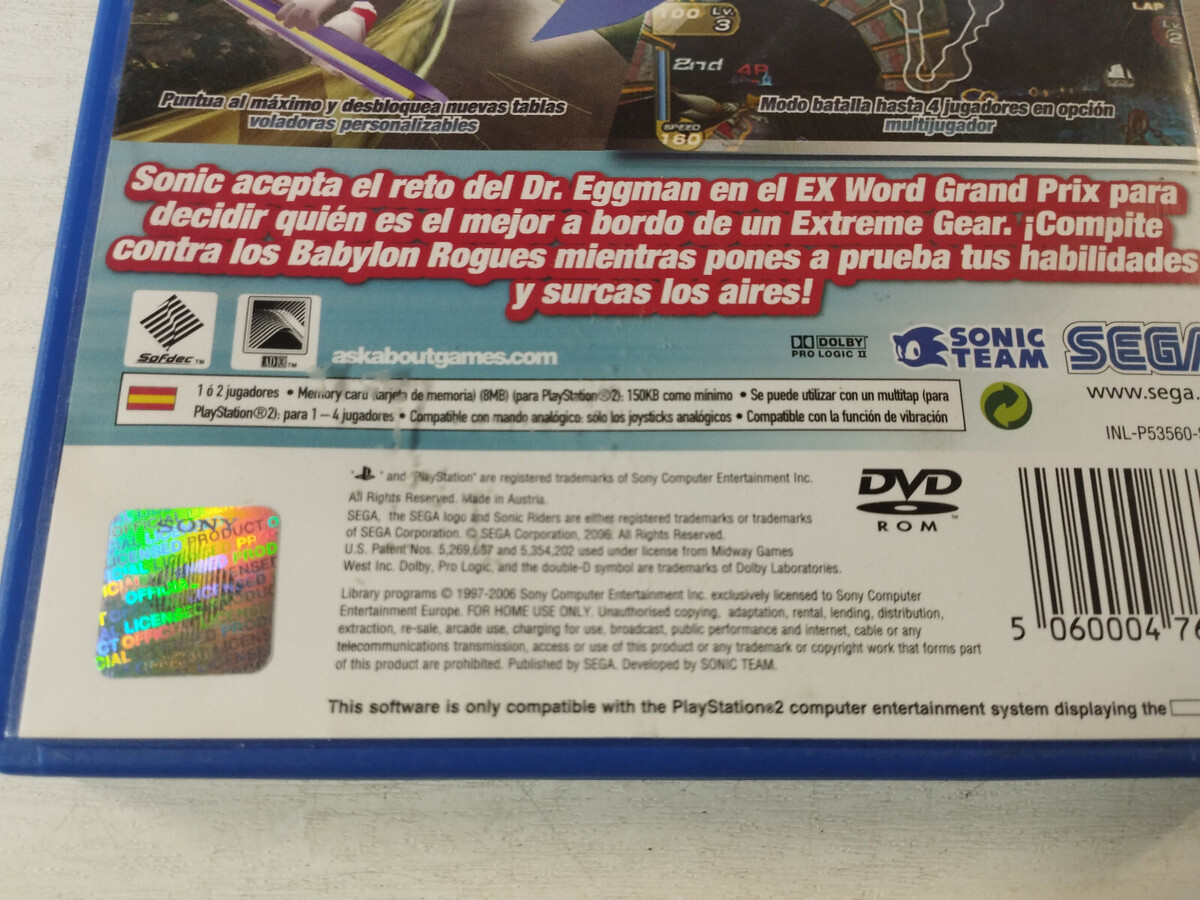 100 Lv. 3
LAP
2nd
SPEED
160
Puntua al máximo y desbloquea nuevas tablas
voladoras personalizables
Modo batalla hasta 4 jugadores en opción
multijugador
Sonic acepta el reto del Dr. Eggman en el EX Word Grand Prix para
decidir quién es el mejor a bordo de un Extreme Gear. ¡Compite
contra los Babylon Rogues mientras pones a prueba tus habilidades
y surcas los aires!
Sofdec™
ADX™
askaboutgames.com
DOLBY
PRO LOGIC II
SONIC
TEAM
SEGA
www.sega.
1 ó 2 jugadores • Memory card (tarjeta de memoria) (8MB) (para PlayStation®2): 150KB como mínimo • Se puede utilizar con un multitap (para
PlayStation®2): para 1 – 4 jugadores • Compatible con mando analógico: sólo los joysticks analógicos • Compatible con la función de vibración
INL-P53560-
" " and "PlayStation" are registered trademarks of Sony Computer Entertainment Inc.
All Rights Reserved. Made in Austria.
SEGA, the SEGA logo and Sonic Riders are either registered trademarks or trademarks
of SEGA Corporation. © SEGA Corporation, 2006. All Rights Reserved.
U.S. Patent Nos. 5,269,687 and 5,354,202 used under license from Midway Games
West Inc. Dolby, Pro Logic, and the double-D symbol are trademarks of Dolby Laboratories.
Library programs © 1997-2006 Sony Computer Entertainment Inc. exclusively licensed to Sony Computer
Entertainment Europe. FOR HOME USE ONLY. Unauthorised copying, adaptation, rental, lending, distribution,
extraction, re-sale, arcade use, charging for use, broadcast, public performance and internet, cable or any
telecommunications transmission, access or use of this product or any trademark or copyright work that forms part
of this product are prohibited. Published by SEGA. Developed by SONIC TEAM.
This software is only compatible with the PlayStation®2 computer entertainment system displaying the
DVD™
ROM
5 060004 76
SONY
PRODUCT
OFFICIAL
LICENSED